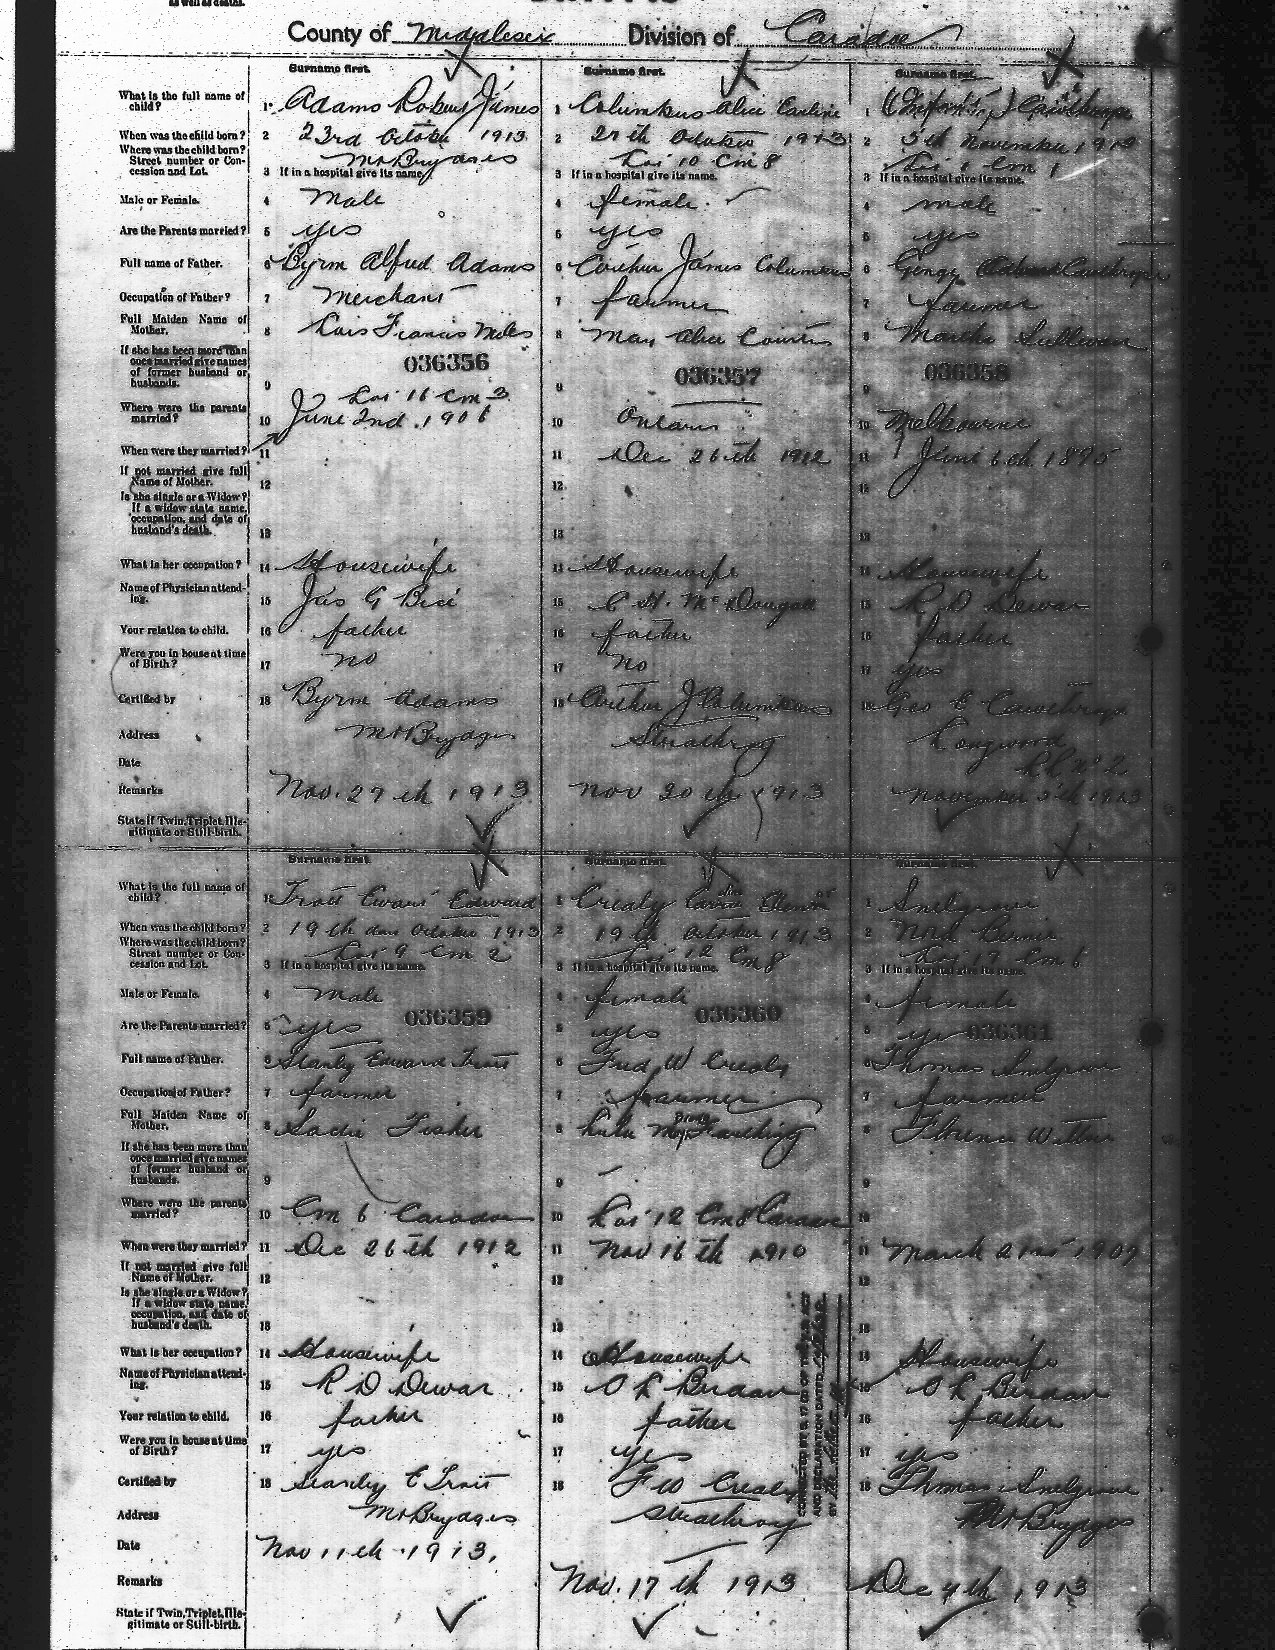 as well as deaths.
County of Middlesex Division of Caradoc
Surname first. Surname first. Surname first.
What is the full name of child?
1 Adams Robert James
1 Columbus Alice
1
When was the child born?
2 23rd October 1913
2 27th October 1913
2 5th November 1913
Where was the child born? Street number or Concession and Lot.
Mt Brydges
Lot 10 Con 8
Lot 1 Con 1
3 If in a hospital give its name.
3 If in a hospital give its name.
3 If in a hospital give its name.
Male or Female.
4 Male
4 female
4 male
Are the Parents married?
5 yes
5 yes
5 yes
Full name of Father.
6 Byrm Alfred Adams
6 Arthur James Columbus
6 George
Occupation of Father?
7 Merchant
7 farmer
7 farmer
Full Maiden Name of Mother.
8 Lois Francis Miles
8 May Alice
8 Martha Sullivan
If she has been more than once married give names of former husband or husbands.
036356
036357
036358
9
9
9
Where were the parents married?
Lot 16 Con 3
10 June 2nd. 1906
10 Ontario
10 Melbourne
When were they married?
11
11 Dec 26th 1912
11 June 6th 1895
If not married give full Name of Mother.
12
12
12
Is she single or a Widow? If a widow state name, occupation, and date of husband's death.
13
13
13
What is her occupation?
14 Housewife
14 Housewife
14 Housewife
Name of Physician attending.
15 Jas G
15 C. H. McDougall
15 R D Dewar
Your relation to child.
16 father
16 father
16 father
Were you in house at time of Birth?
17 no
17 no
17 yes
Certified by
18 Byrm Adams
18 Arthur J Columbus
18 Geo E
Address
Mt Brydges
Strathroy
Longwood
RR No 2
Date
Remarks
Nov. 29th 1913
Nov 20th 1913
November 5th 1913
State if Twin, Triplet, Illegitimate or Still-birth.
Surname first. Surname first. Surname first.
What is the full name of child?
1 Trott Edward
1 Crealy
1 Snelgrove
When was the child born?
2 19th day October 1913
2 19th October 1913
2
Where was the child born? Street number or Concession and Lot.
Lot 9 Con 2
Lot 12 Con 8
Lot 17 Con 6
3 If in a hospital give its name.
3 If in a hospital give its name.
3 If in a hospital give its name.
Male or Female.
4 Male
4 female
4 female
Are the Parents married?
5 yes 036359
5 yes 036360
5 yes 036361
Full name of Father.
6 Stanly Edward Trott
6 Fred W Crealy
6 Thomas Snelgrove
Occupation of Father?
7 farmer
7 farmer
7 farmer
Full Maiden Name of Mother.
8 Sadie Fisher
8 Lulu
8 Florence
If she has been more than once married give names of former husband or husbands.
9
9
9
Where were the parents married?
10 Con 6 Caradoc
10 Lot 12 Con 8 Caradoc
10
When were they married?
11 Dec 26th 1912
11 Nov 16th 1910
11 March 21st 1909
If not married give full Name of Mother.
12
12
12
Is she single or a Widow? If a widow state name, occupation, and date of husband's death.
13
13
13
What is her occupation?
14 Housewife
14 Housewife
14 Housewife
Name of Physician attending.
15 R D Dewar
15 O L Berdan
15 O L Berdan
Your relation to child.
16 father
16 father
16 father
Were you in house at time of Birth?
17 yes
17 yes
17 yes
Certified by
18 Stanley E Trott
18 F W Crealy
18 Thomas Snelgrove
Address
Mt Brydges
Strathroy
Mt Brydges
Date
Nov 11th 1913.
Remarks
Nov. 17th 1913
Dec 4th 1913
State if Twin, Triplet, Illegitimate or Still-birth.